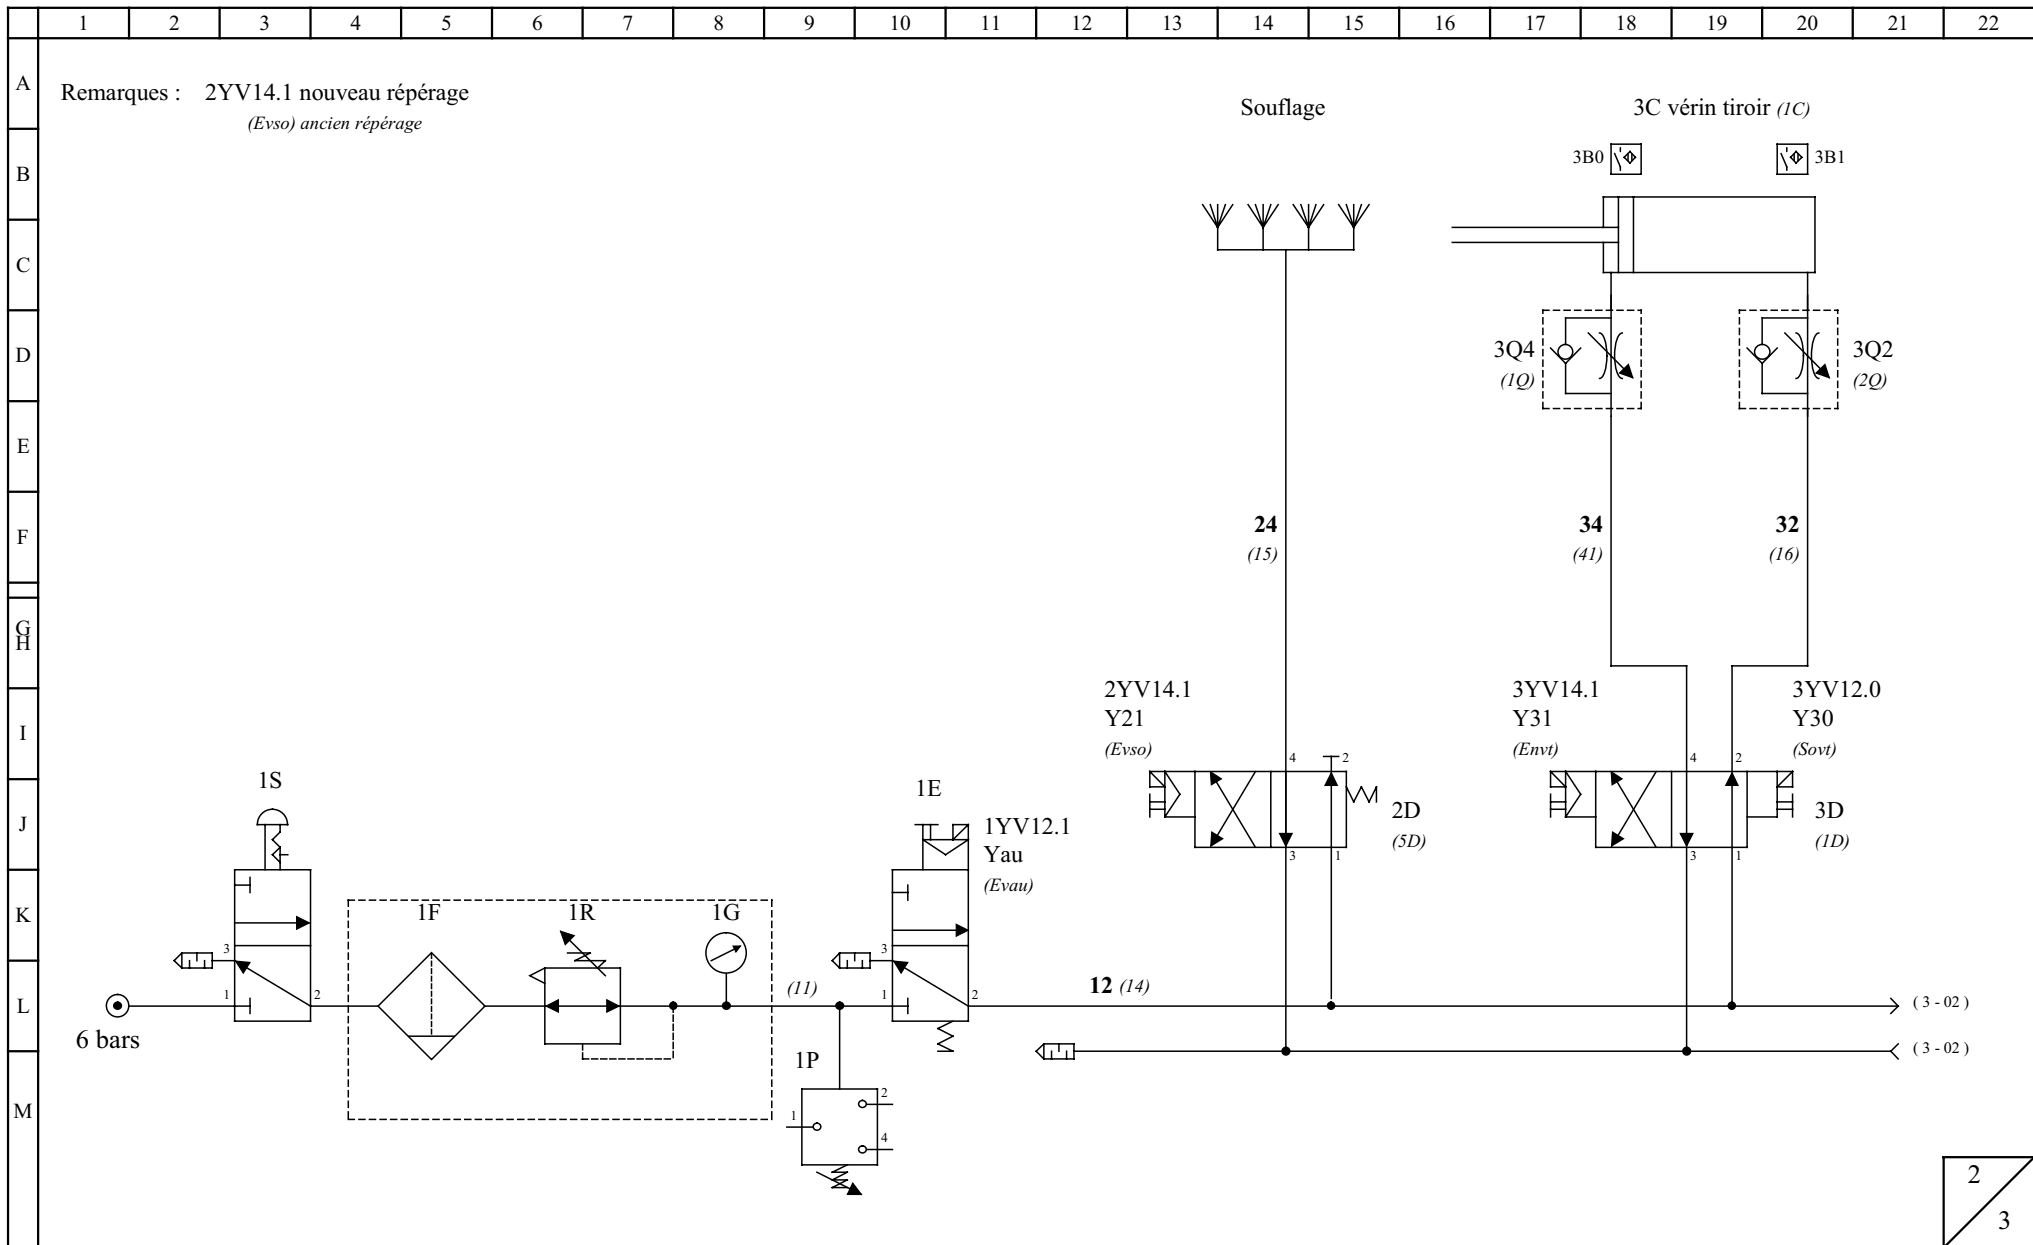 1 2 3 4 5 6 7 8 9 10 11 12 13 14 15 16 17 18 19 20 21 22
A
B
C
D
E
F
G
H
I
J
K
L
M
Remarques : 2YV14.1 nouveau répérage
(Evso) ancien répérage
Souflage
3C vérin tiroir (1C)
3B0
3B1
3Q4
(1Q)
3Q2
(2Q)
24
(15)
34
(41)
32
(16)
2YV14.1
Y21
(Evso)
3YV14.1
Y31
(Envt)
3YV12.0
Y30
(Sovt)
4 2
4 2
2D
(5D)
3D
(1D)
3 1
3 1
1S
1E
1YV12.1
Yau
(Evau)
1F
1R
1G
3
1 2
3
1 2
6 bars
(11)
12 (14)
( 3 - 02 )
( 3 - 02 )
1P
1
2
4
2
3